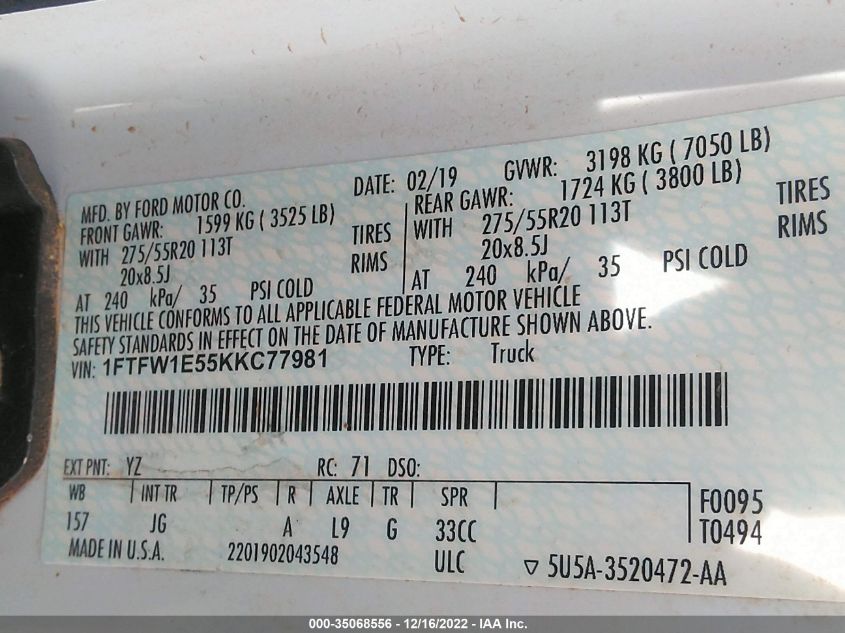 MFD. BY FORD MOTOR CO. DATE: 02/19 GVWR: 3198 KG ( 7050 LB)
FRONT GAWR: 1599 KG ( 3525 LB) REAR GAWR: 1724 KG ( 3800 LB)
WITH 275/55R20 113T TIRES WITH 275/55R20 113T TIRES
20x8.5J RIMS 20x8.5J RIMS
AT 240 kPa/ 35 PSI COLD AT 240 kPa/ 35 PSI COLD
THIS VEHICLE CONFORMS TO ALL APPLICABLE FEDERAL MOTOR VEHICLE
SAFETY STANDARDS IN EFFECT ON THE DATE OF MANUFACTURE SHOWN ABOVE.
VIN: 1FTFW1E55KKC77981 TYPE: Truck
EXT PNT: YZ RC: 71 DSO:
WB INT TR TP/PS R AXLE TR SPR F0095
157 JG A L9 G 33CC T0494
MADE IN U.S.A. 2201902043548 ULC ▽ 5U5A-3520472-AA
000-35068556 - 12/16/2022 - IAA Inc.